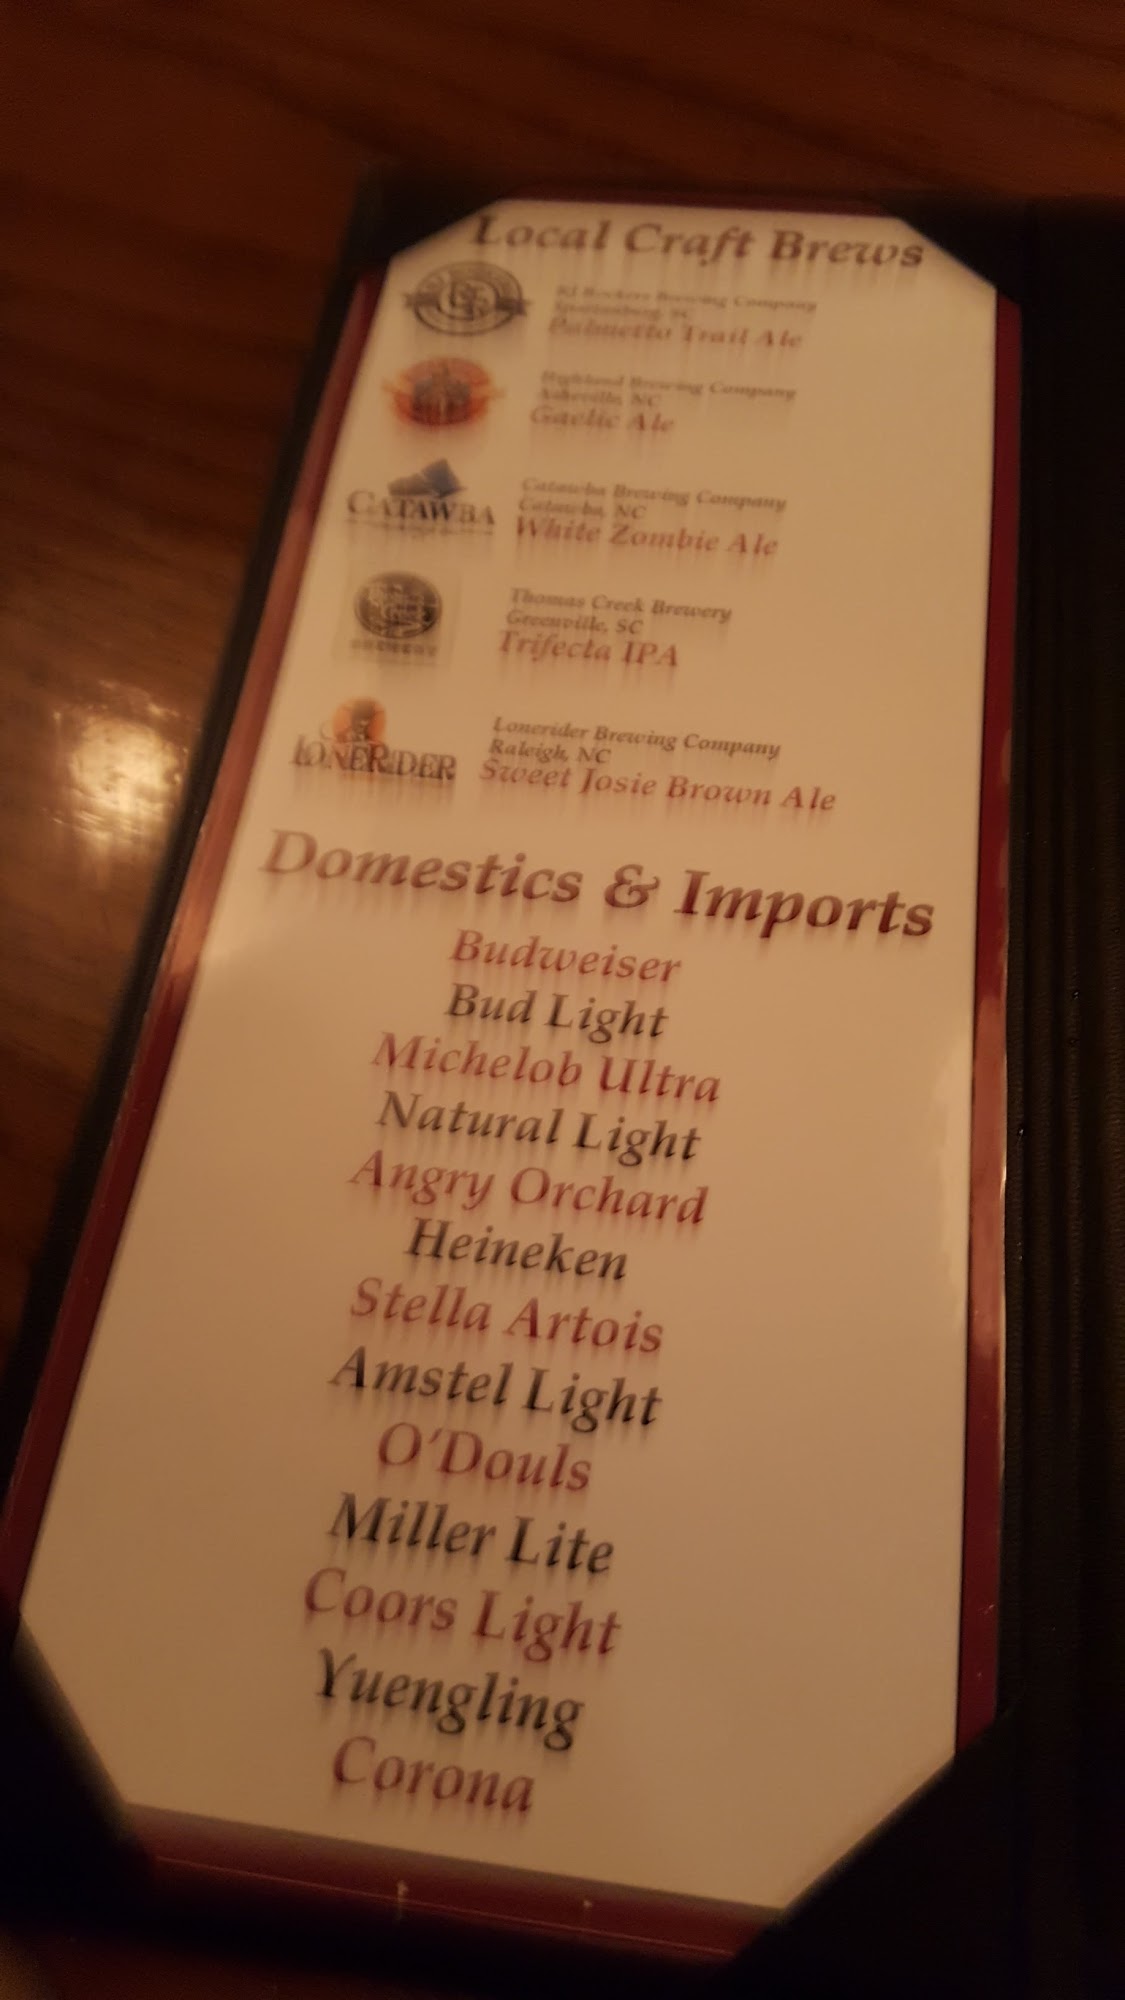 Local Craft Brews
RJ Rockers Brewing Company
Spartanburg, SC
Palmetto Trail Ale
Highland Brewing Company
Asheville, NC
Gaelic Ale
CATAWBA
Catawba Brewing Company
Catawba, NC
White Zombie Ale
BREWERY
Thomas Creek Brewery
Greenville, SC
Trifecta IPA
LONERIDER
Lonerider Brewing Company
Raleigh, NC
Sweet Josie Brown Ale
Domestics & Imports
Budweiser
Bud Light
Michelob Ultra
Natural Light
Angry Orchard
Heineken
Stella Artois
Amstel Light
O'Douls
Miller Lite
Coors Light
Yuengling
Corona